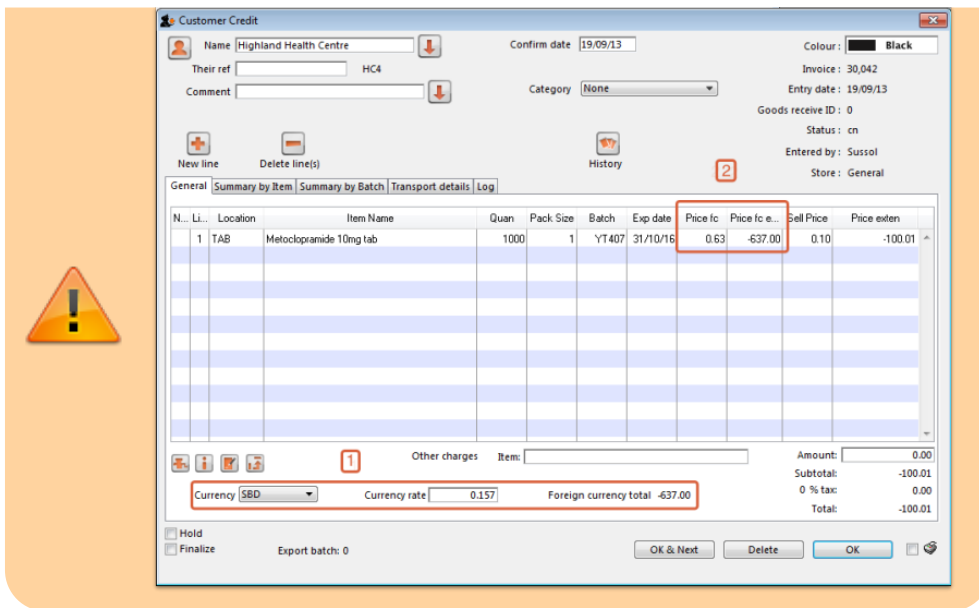 Customer Credit
Name Highland Health Centre Confirm date 19/09/13 Colour: Black
Their ref HC4 Invoice: 30,042
Comment Category None Entry date: 19/09/13
Goods receive ID: 0
Status: cn
New line Delete line(s) History Entered by: Sussol
2 Store: General
General Summary by Item Summary by Batch Transport details Log
N... Li... Location Item Name Quan Pack Size Batch Exp date Price fc Price fc e... Sell Price Price exten
1 TAB Metoclopramide 10mg tab 1000 1 YT407 31/10/16 0.63 -637.00 0.10 -100.01
1 Other charges Item: Amount: 0.00
Subtotal: -100.01
Currency SBD Currency rate 0.157 Foreign currency total -637.00 0 % tax: 0.00
Total: -100.01
Hold
Finalize Export batch: 0 OK & Next Delete OK